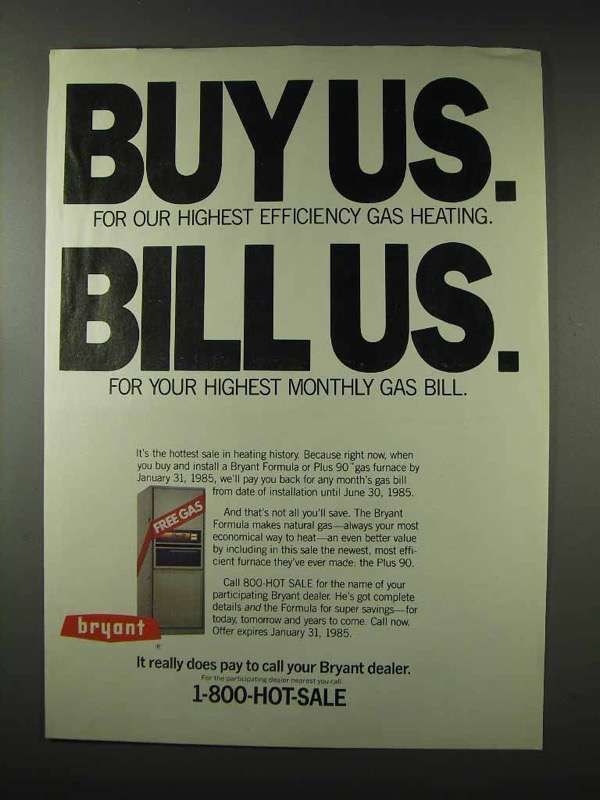 BUY US.
FOR OUR HIGHEST EFFICIENCY GAS HEATING.
BILL US.
FOR YOUR HIGHEST MONTHLY GAS BILL.
It's the hottest sale in heating history. Because right now, when
you buy and install a Bryant Formula or Plus 90™ gas furnace by
January 31, 1985, we'll pay you back for any month's gas bill
from date of installation until June 30, 1985.
And that's not all you'll save. The Bryant
Formula makes natural gas—always your most
economical way to heat—an even better value
by including in this sale the newest, most effi-
cient furnace they've ever made: the Plus 90.
Call 800-HOT SALE for the name of your
participating Bryant dealer. He's got complete
details and the Formula for super savings—for
today, tomorrow and years to come. Call now.
Offer expires January 31, 1985.
FREE GAS
bryant
®
It really does pay to call your Bryant dealer.
For the participating dealer nearest you call
1-800-HOT-SALE